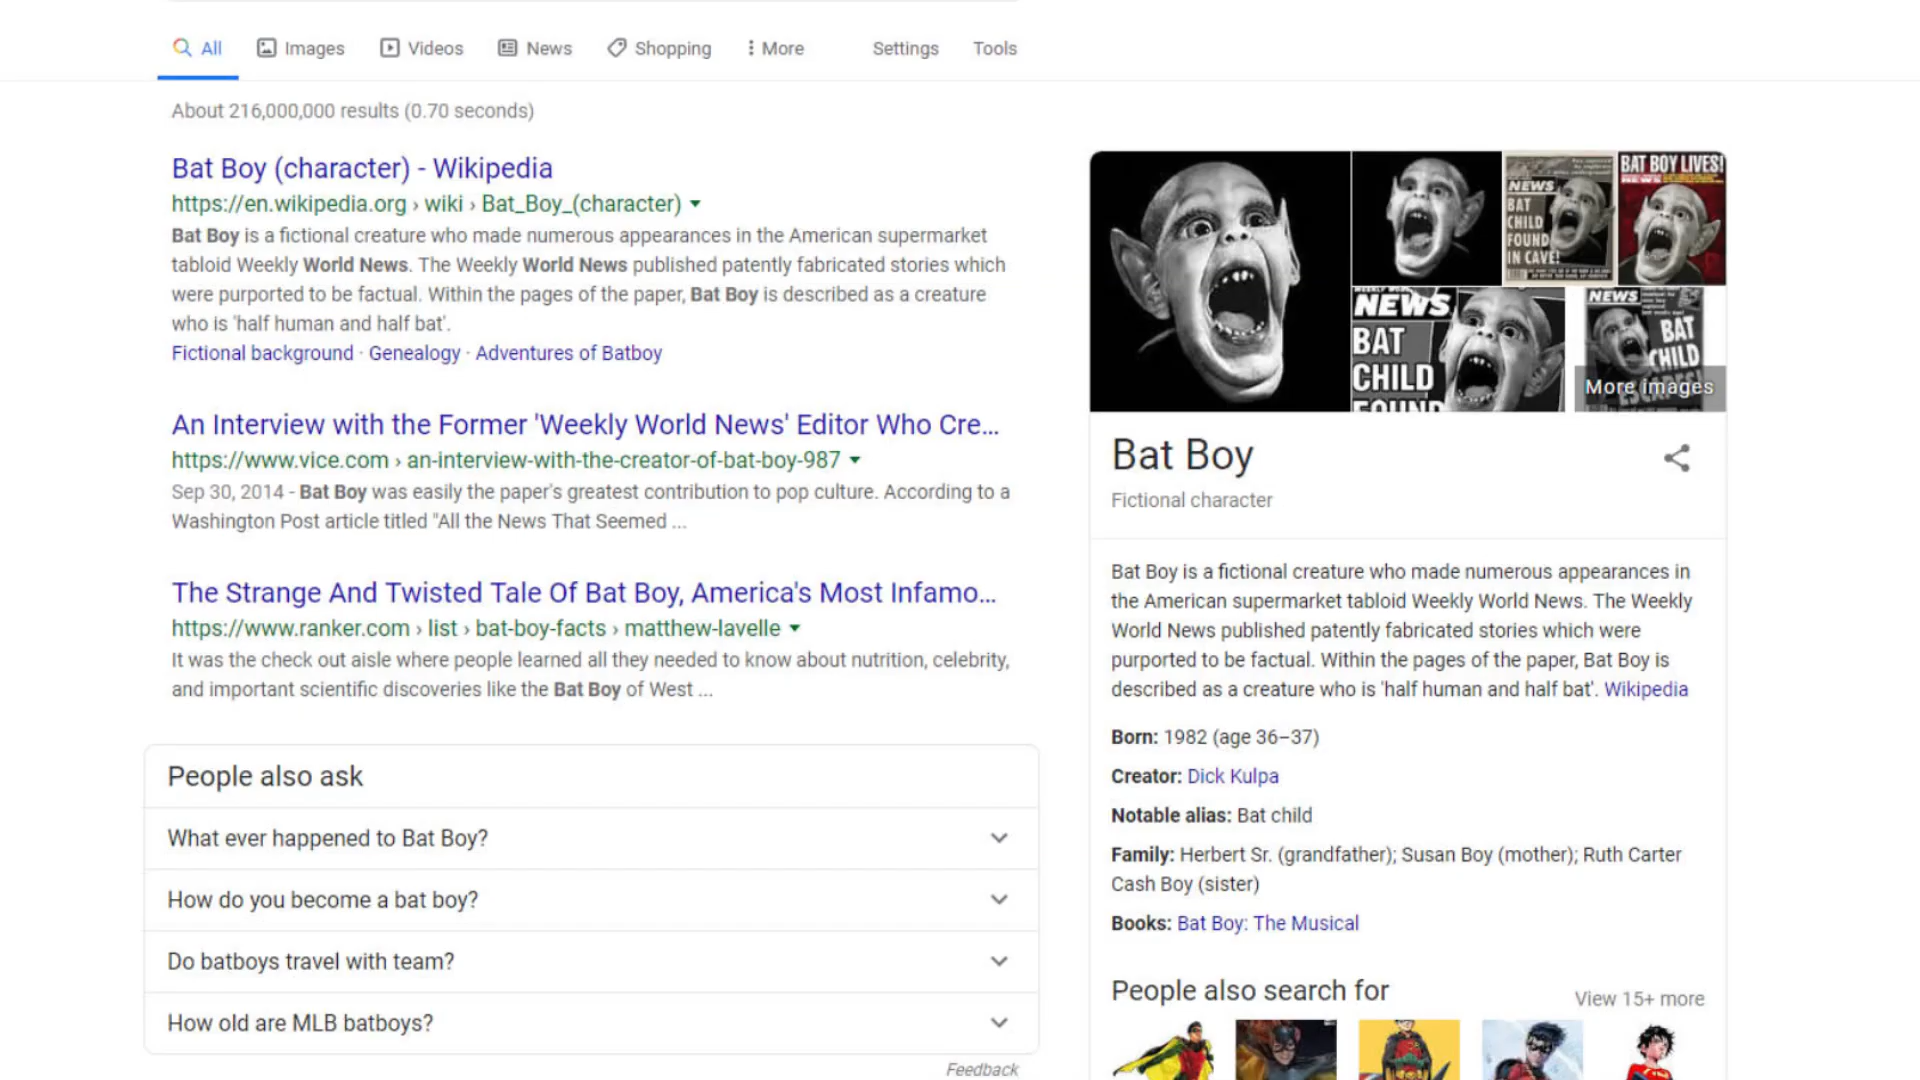 All Images Videos News Shopping More Settings Tools
About 216,000,000 results (0.70 seconds)
Bat Boy (character) - Wikipedia
https://en.wikipedia.org › wiki › Bat_Boy_(character)
Bat Boy is a fictional creature who made numerous appearances in the American supermarket
tabloid Weekly World News. The Weekly World News published patently fabricated stories which
were purported to be factual. Within the pages of the paper, Bat Boy is described as a creature
who is 'half human and half bat'.
Fictional background · Genealogy · Adventures of Batboy
An Interview with the Former 'Weekly World News' Editor Who Cre...
https://www.vice.com › an-interview-with-the-creator-of-bat-boy-987
Sep 30, 2014 - Bat Boy was easily the paper's greatest contribution to pop culture. According to a
Washington Post article titled "All the News That Seemed ...
The Strange And Twisted Tale Of Bat Boy, America's Most Infamo...
https://www.ranker.com › list › bat-boy-facts › matthew-lavelle
It was the check out aisle where people learned all they needed to know about nutrition, celebrity,
and important scientific discoveries like the Bat Boy of West ...
People also ask
What ever happened to Bat Boy?
How do you become a bat boy?
Do batboys travel with team?
How old are MLB batboys?
Feedback
NEWS
BAT
CHILD
FOUND
IN CAVE!
BAT BOY LIVES!
NEWS
BAT
CHILD
FOUND
NEWS
BAT
CHILD
More images
Bat Boy
Fictional character
Bat Boy is a fictional creature who made numerous appearances in
the American supermarket tabloid Weekly World News. The Weekly
World News published patently fabricated stories which were
purported to be factual. Within the pages of the paper, Bat Boy is
described as a creature who is 'half human and half bat'. Wikipedia
Born: 1982 (age 36–37)
Creator: Dick Kulpa
Notable alias: Bat child
Family: Herbert Sr. (grandfather); Susan Boy (mother); Ruth Carter
Cash Boy (sister)
Books: Bat Boy: The Musical
People also search for
View 15+ more